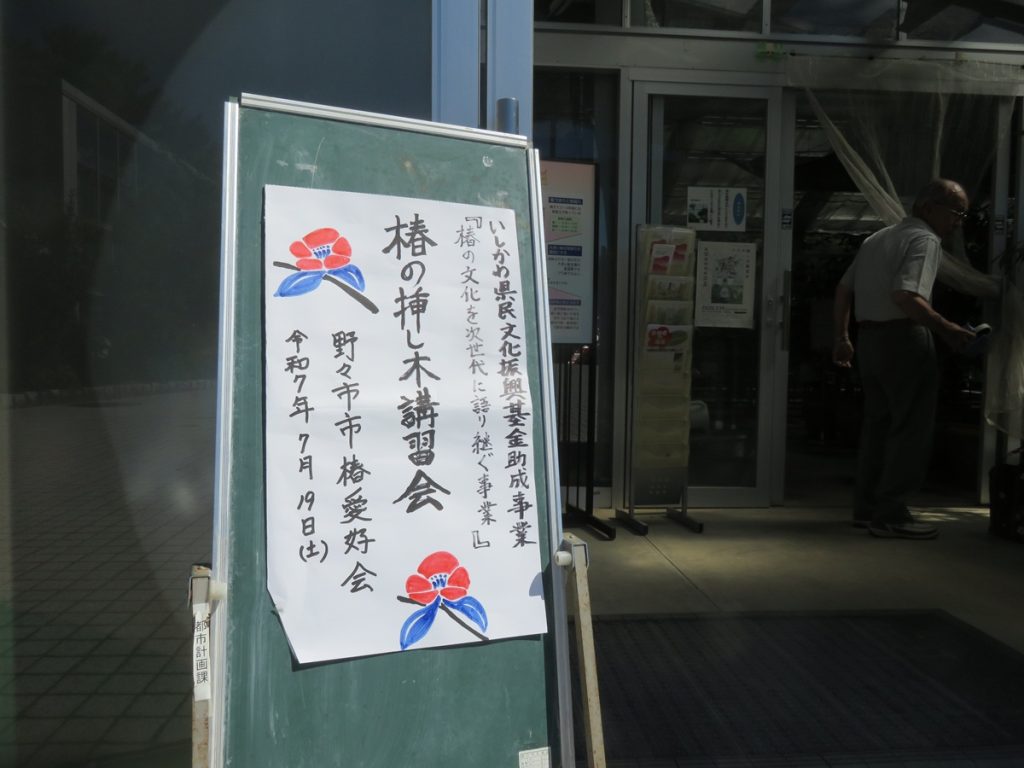 いしかわ県民文化振興基金助成事業
『椿の文化を次世代に語り継ぐ事業』
椿の挿し木講習会
野々市市椿愛好会
令和7年7月19日(土)
都市計画課